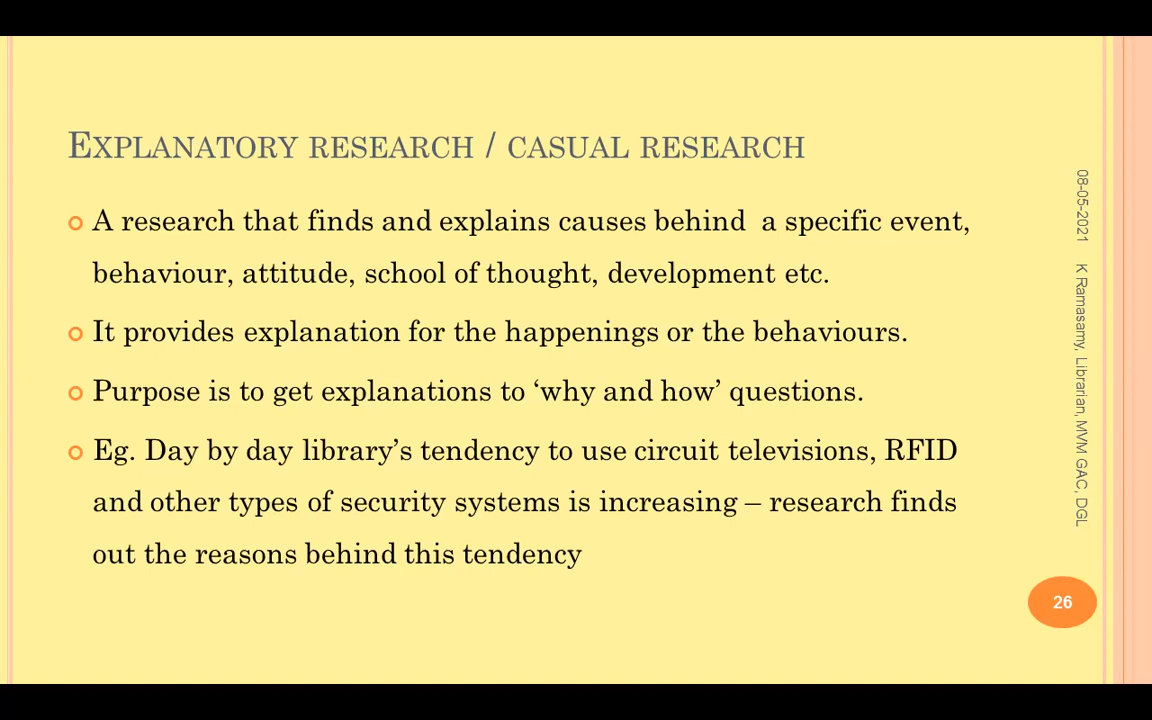 EXPLANATORY RESEARCH / CASUAL RESEARCH
A research that finds and explains causes behind a specific event,
behaviour, attitude, school of thought, development etc.
It provides explanation for the happenings or the behaviours.
Purpose is to get explanations to ‘why and how’ questions.
Eg. Day by day library’s tendency to use circuit televisions, RFID
and other types of security systems is increasing – research finds
out the reasons behind this tendency
08-05-2021 K Ramasamy, Librarian, MVM GAC, DGL
26